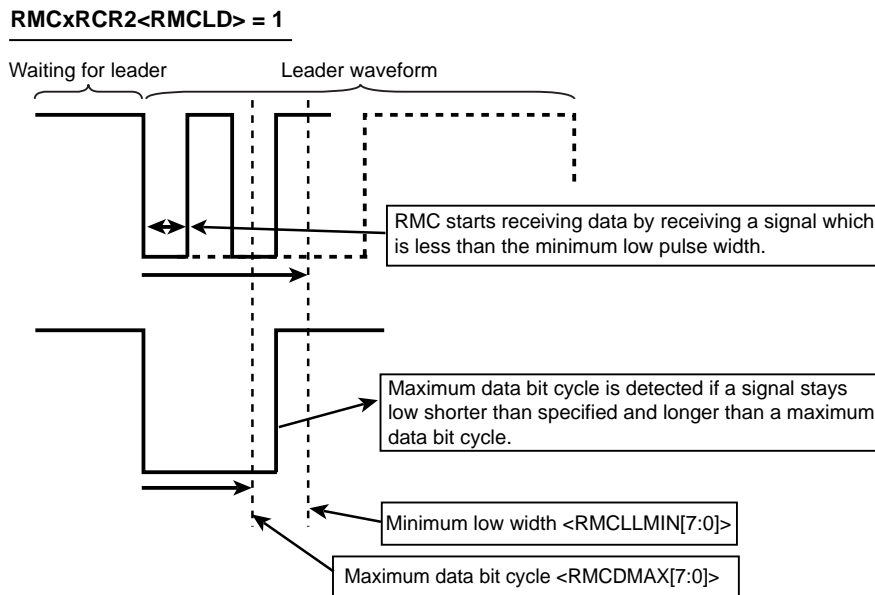 RMCxRCR2<RMCLD> = 1
Waiting for leader
Leader waveform
RMC starts receiving data by receiving a signal which
is less than the minimum low pulse width.
Maximum data bit cycle is detected if a signal stays
low shorter than specified and longer than a maximum
data bit cycle.
Minimum low width <RMCLLMIN[7:0]>
Maximum data bit cycle <RMCDMAX[7:0]>